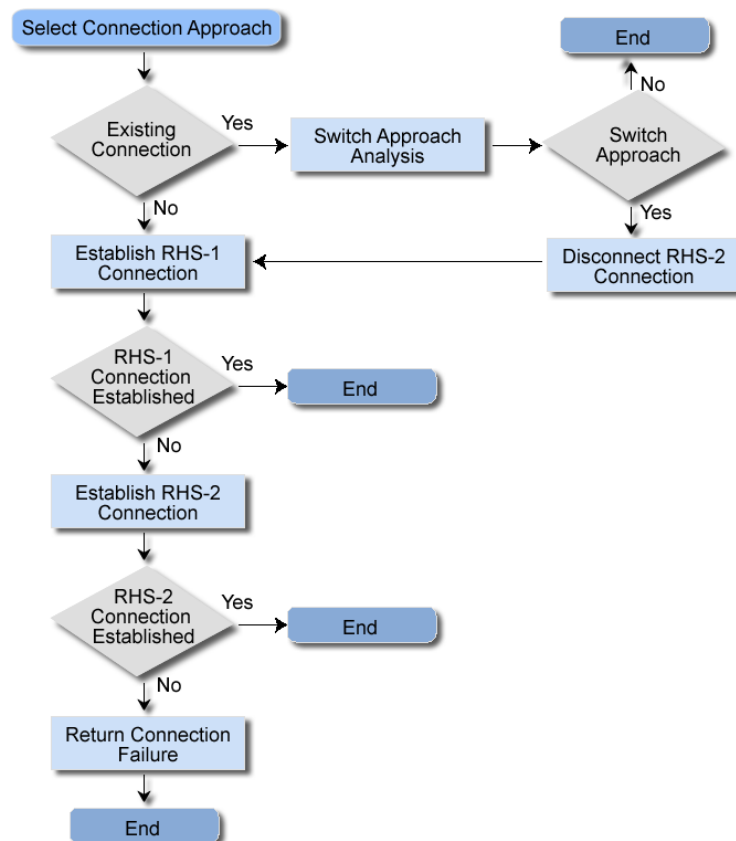 Select Connection Approach
End
No
Existing
Connection
Yes
Switch Approach
Analysis
Switch
Approach
No
Yes
Establish RHS-1
Connection
Disconnect RHS-2
Connection
RHS-1
Connection
Established
Yes
End
No
Establish RHS-2
Connection
RHS-2
Connection
Established
Yes
End
No
Return Connection
Failure
End